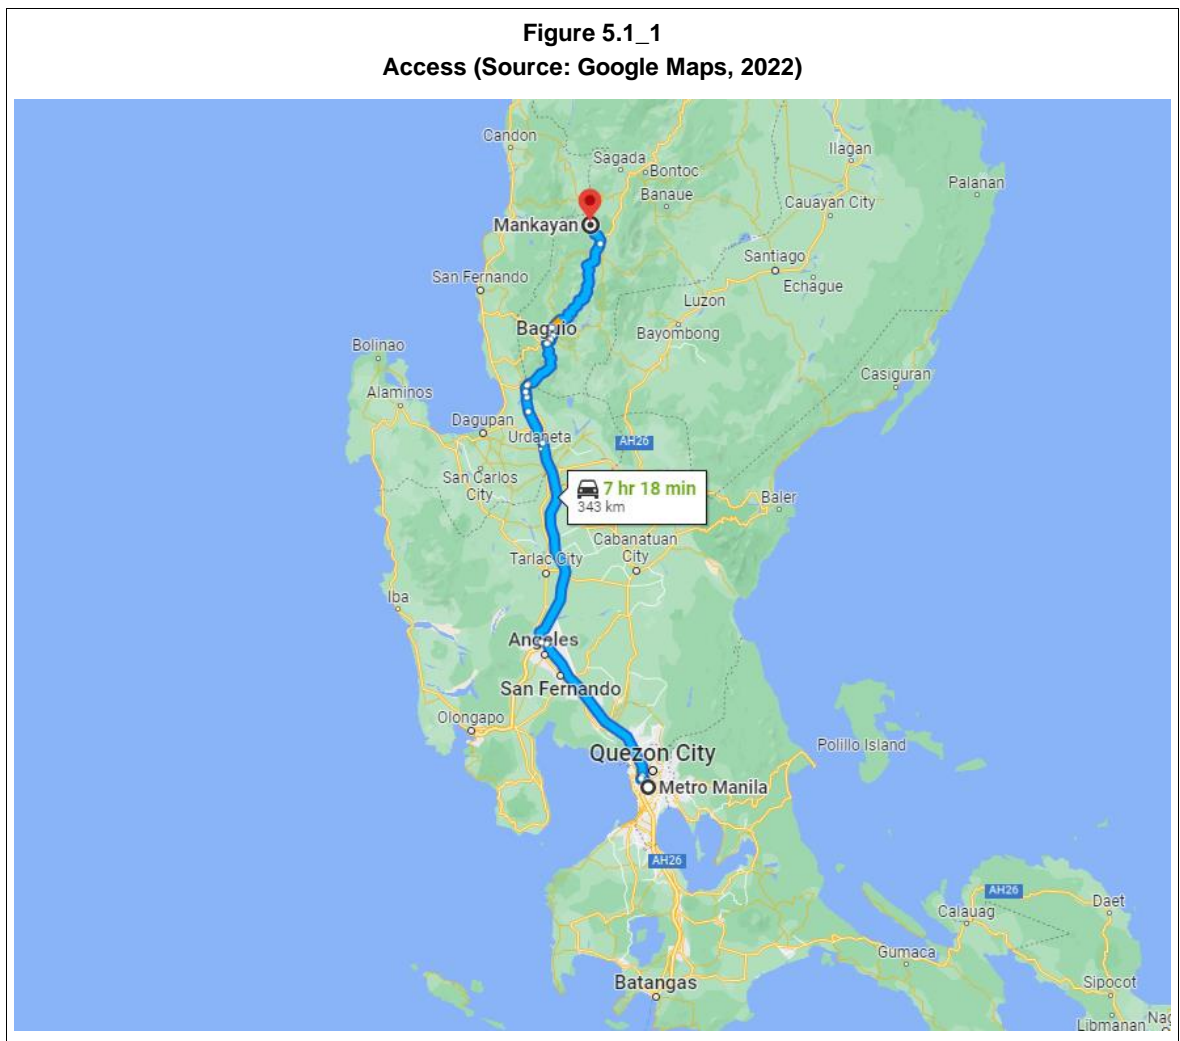 Figure 5.1_1
Access (Source: Google Maps, 2022)
Candon
Ilagan
Sagada
Bontoc
Palanan
Banaue
Cauayan City
Mankayan
Santiago
San Fernando
Echague
Luzon
Baguio
Bayombong
Bolinao
Casiguran
Alaminos
Dagupan
Urdaneta
AH26
San Carlos
City
7 hr 18 min
343 km
Baler
Cabanatuan
City
Tarlac City
Iba
Angeles
San Fernando
Olongapo
Polillo Island
Quezon City
Metro Manila
AH26
AH26
Daet
Calauag
Gumaca
Batangas
Sipocot
Libmanan
Nag